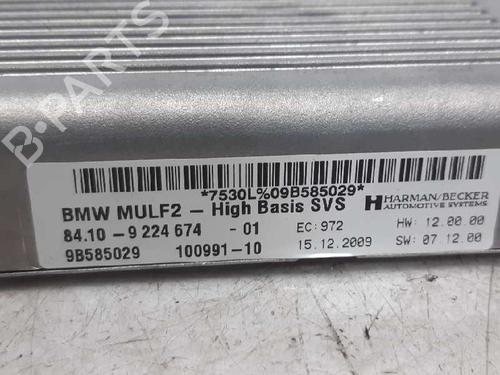 B-PARTS
*7530L%09B585029*
BMW MULF2 - High Basis SVS
HARMAN/BECKER
AUTOMOTIVE SYSTEMS
84.10 - 9 224 674 - 01
EC: 972
HW: 12.00.00
9B585029
100991-10
15.12.2009
SW: 07.12.00